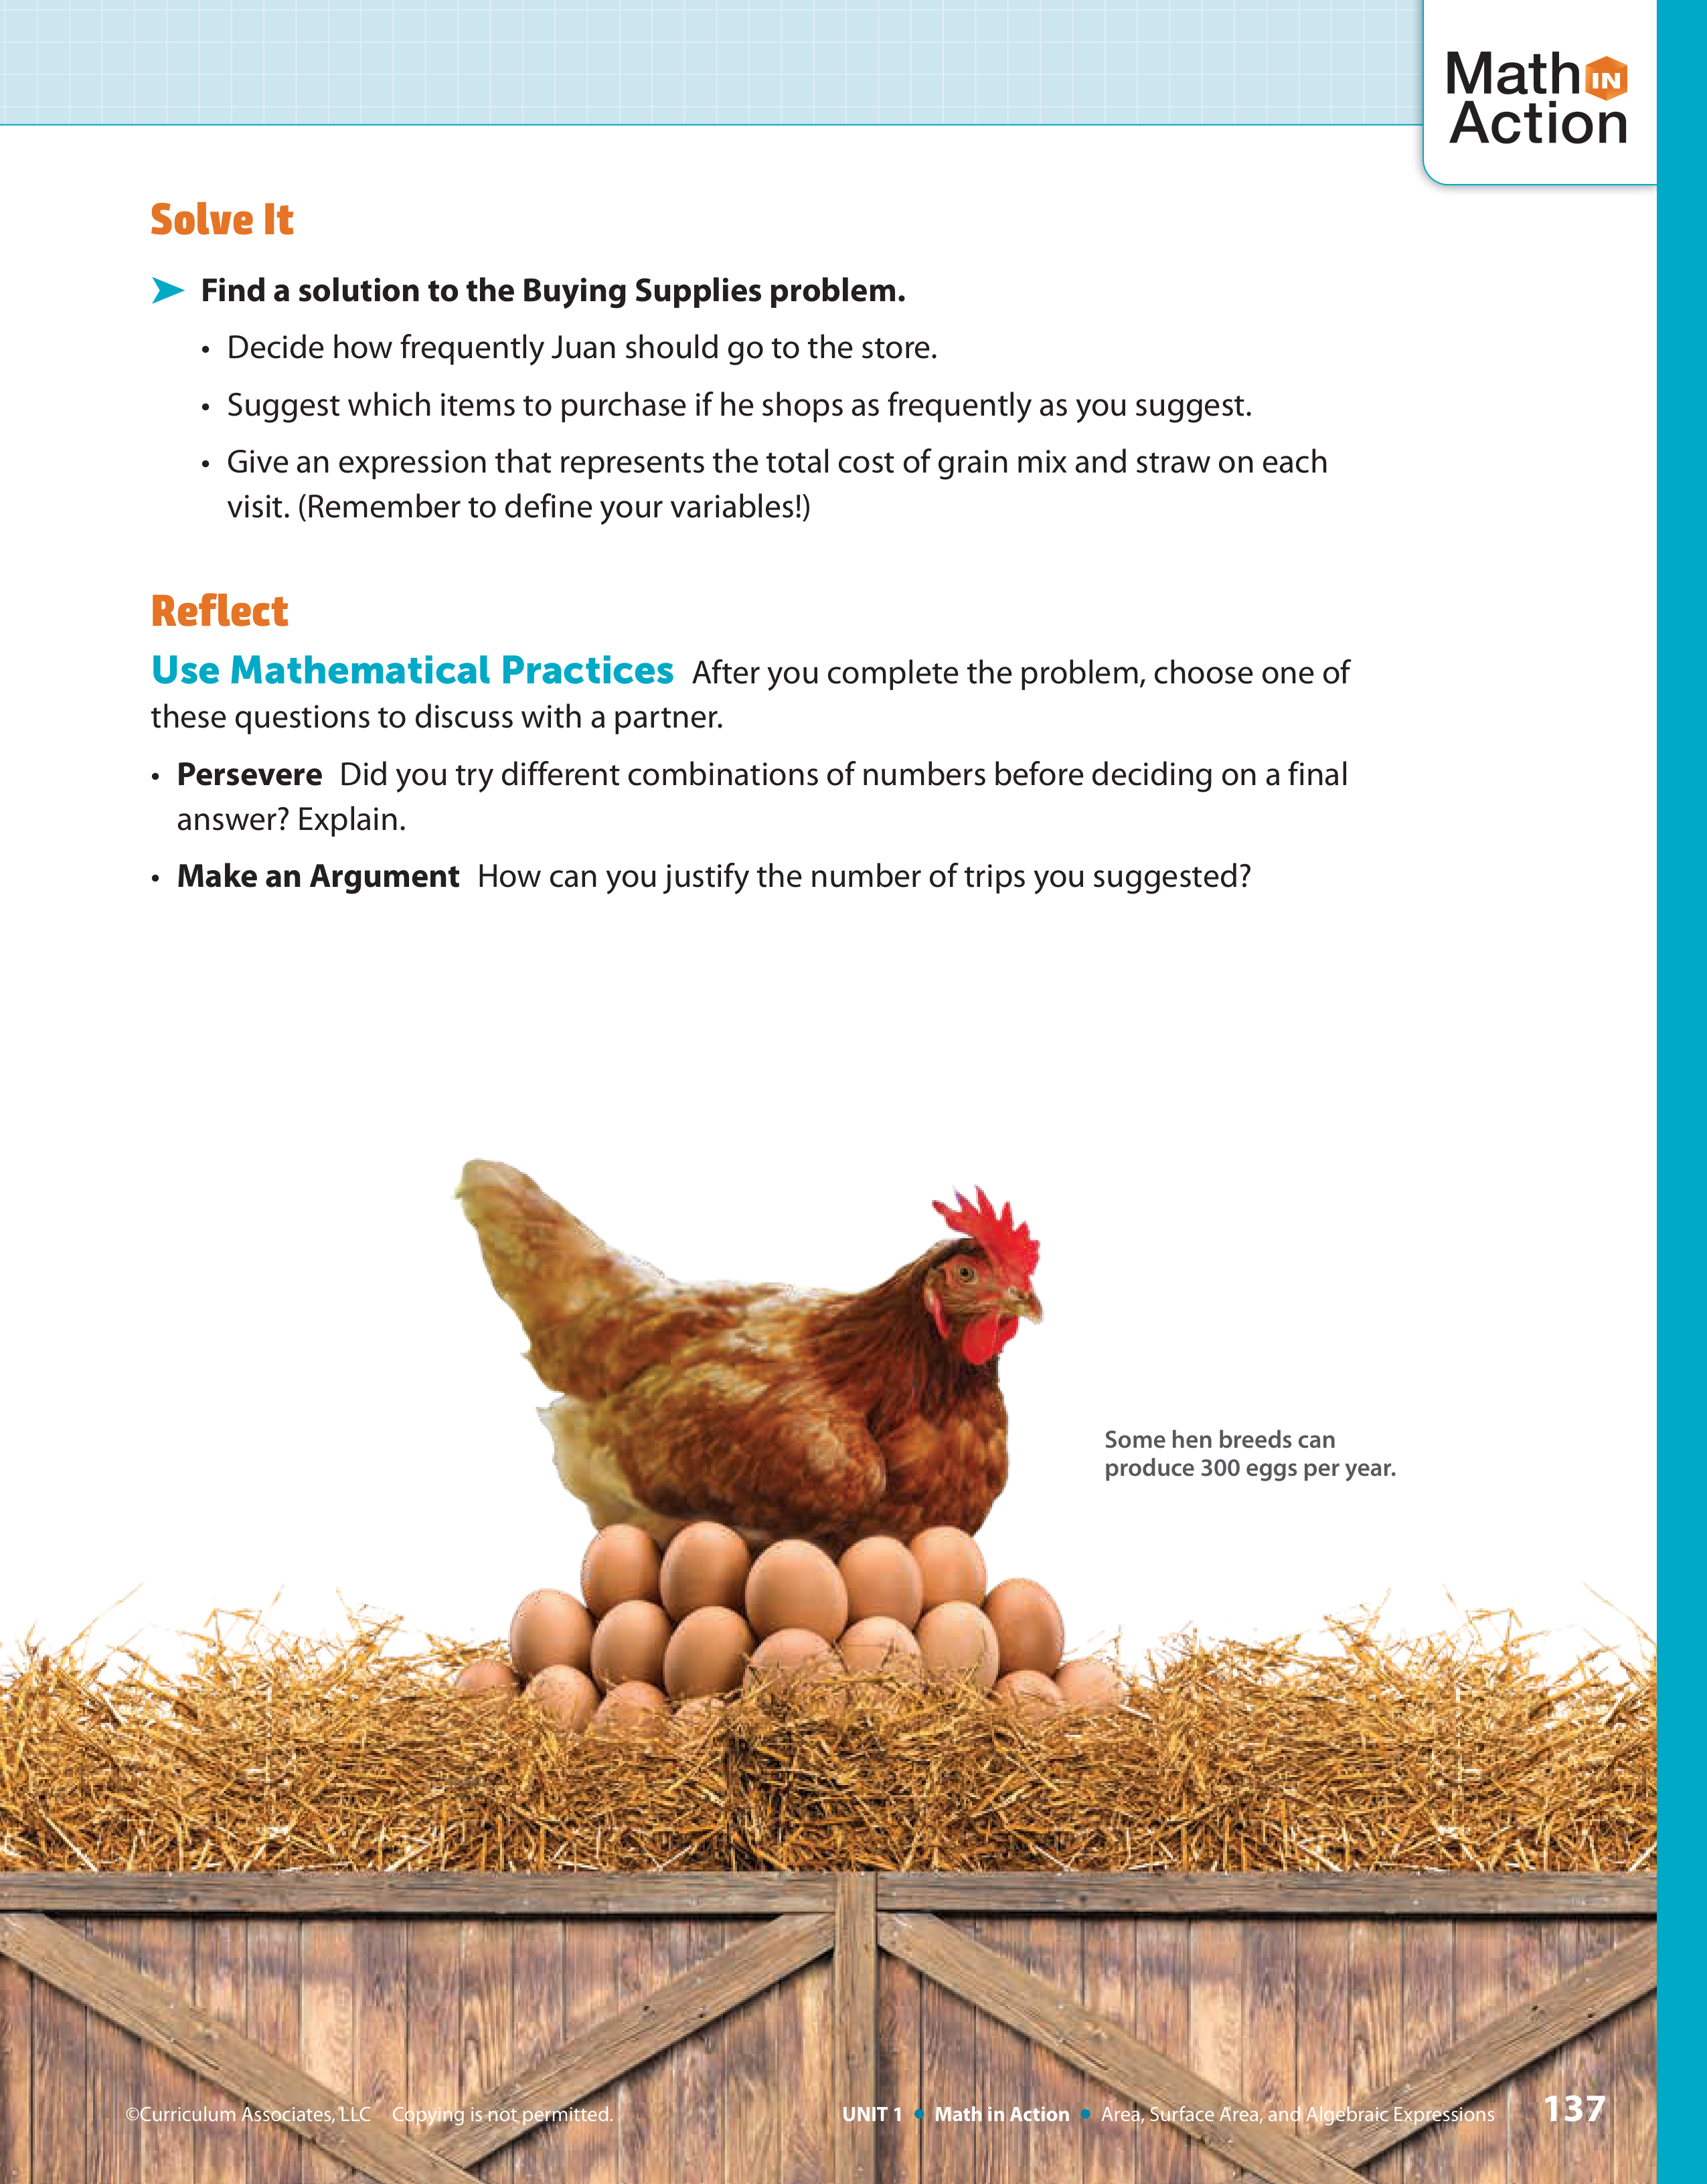 Math IN
Action
Solve It
➤ Find a solution to the Buying Supplies problem.
• Decide how frequently Juan should go to the store.
• Suggest which items to purchase if he shops as frequently as you suggest.
• Give an expression that represents the total cost of grain mix and straw on each
visit. (Remember to define your variables!)
Reflect
Use Mathematical Practices After you complete the problem, choose one of
these questions to discuss with a partner.
• Persevere Did you try different combinations of numbers before deciding on a final
answer? Explain.
• Make an Argument How can you justify the number of trips you suggested?
Some hen breeds can
produce 300 eggs per year.
©Curriculum Associates, LLC Copying is not permitted.
UNIT 1 • Math in Action • Area, Surface Area, and Algebraic Expressions 137